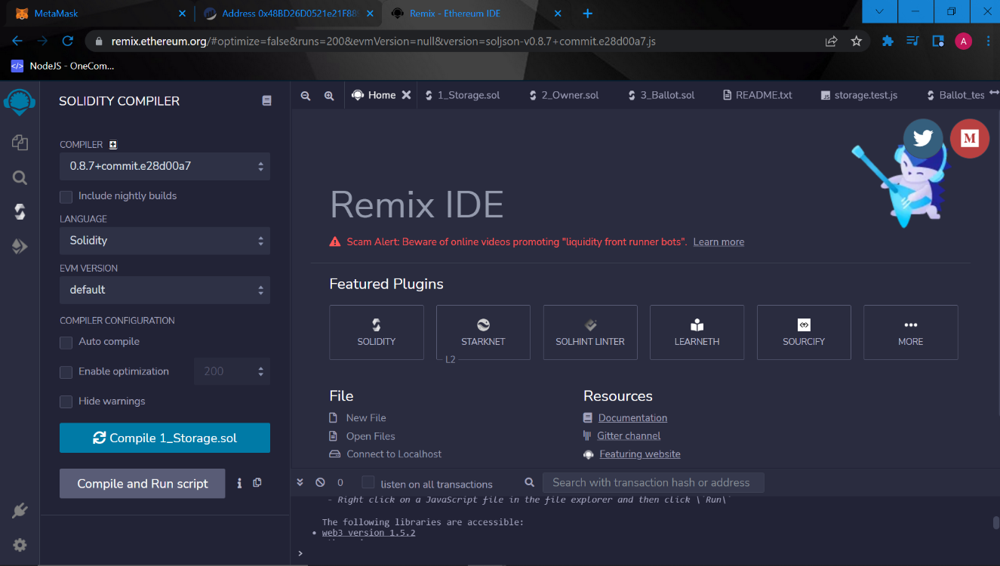 MetaMask
Address 0x48BD26D0521e21F88
Remix - Ethereum IDE
remix.ethereum.org/#optimize=false&runs=200&evmVersion=null&version=soljson-v0.8.7+commit.e28d00a7.js
A
NodeJS - OneCom...
SOLIDITY COMPILER
Home
1_Storage.sol
2_Owner.sol
3_Ballot.sol
README.txt
storage.test.js
Ballot_tes
COMPILER
0.8.7+commit.e28d00a7
Include nightly builds
LANGUAGE
Solidity
EVM VERSION
default
COMPILER CONFIGURATION
Auto compile
Enable optimization
200
Hide warnings
Compile 1_Storage.sol
Compile and Run script
M
Remix IDE
Scam Alert: Beware of online videos promoting "liquidity front runner bots". Learn more
Featured Plugins
SOLIDITY
STARKNET
L2
SOLHINT LINTER
LEARNETH
SOURCIFY
MORE
File
New File
Open Files
Connect to Localhost
Resources
Documentation
Gitter channel
Featuring website
0
listen on all transactions
Search with transaction hash or address
- Right click on a JavaScript file in the file explorer and then click \`Run\`
The following libraries are accessible:
• web3 version 1.5.2
>